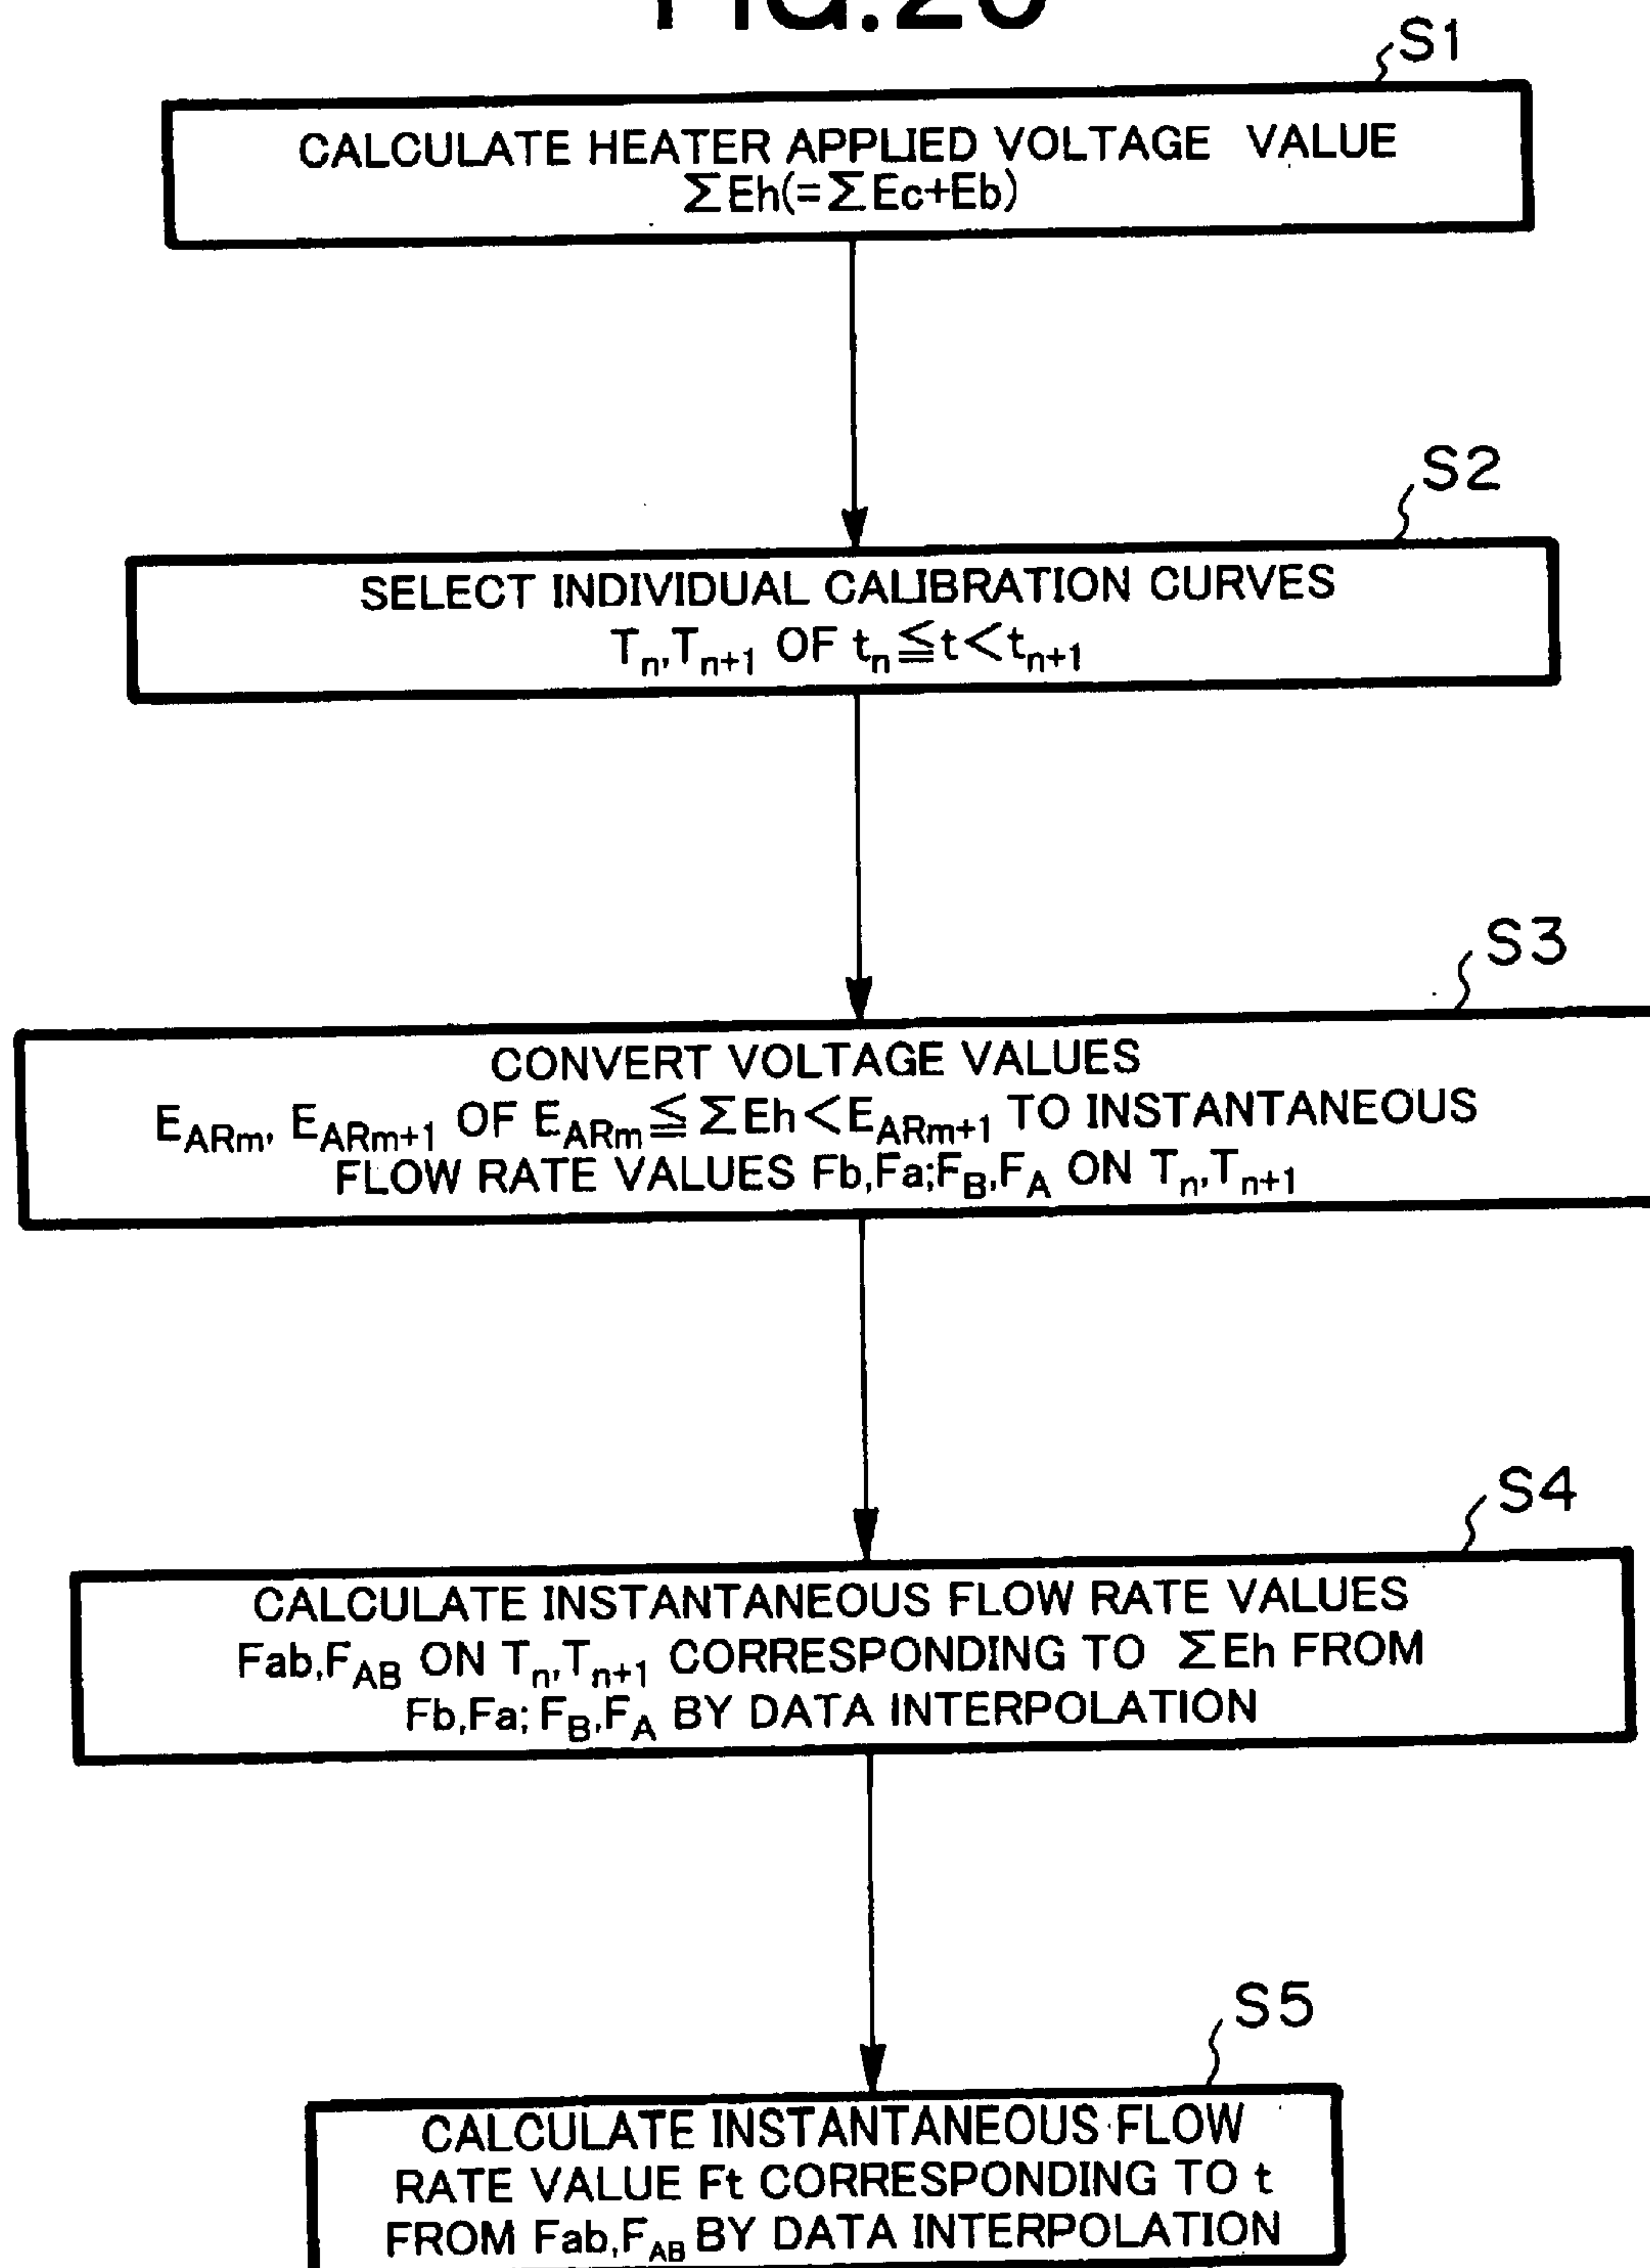 S1
CALCULATE HEATER APPLIED VOLTAGE VALUE
ΣEh(=ΣEc+Eb)
S2
SELECT INDIVIDUAL CALIBRATION CURVES
Tn,Tn+1 OF tn≦t<tn+1
S3
CONVERT VOLTAGE VALUES
EARm, EARm+1 OF EARm≦ΣEh<EARm+1 TO INSTANTANEOUS
FLOW RATE VALUES Fb,Fa;FB,FA ON Tn,Tn+1
S4
CALCULATE INSTANTANEOUS FLOW RATE VALUES
Fab,FAB ON Tn,Tn+1 CORRESPONDING TO ΣEh FROM
Fb,Fa; FB,FA BY DATA INTERPOLATION
S5
CALCULATE INSTANTANEOUS FLOW
RATE VALUE Ft CORRESPONDING TO t
FROM Fab,FAB BY DATA INTERPOLATION